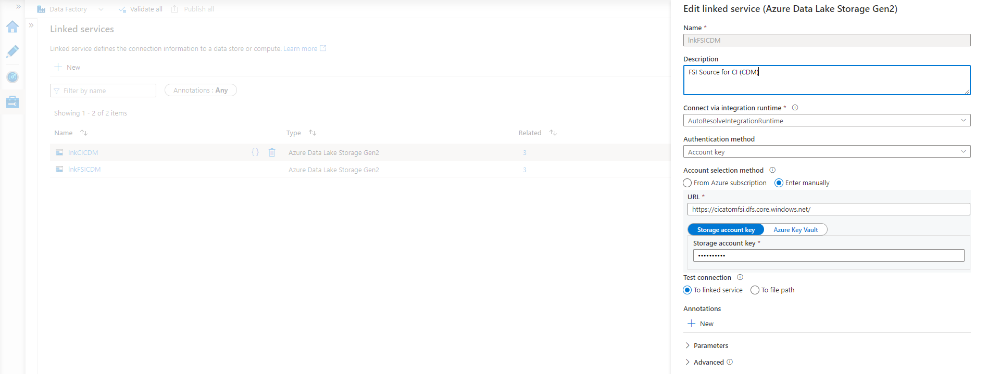 Data Factory
Validate all
Publish all
Linked services
Linked service defines the connection information to a data store or compute. Learn more
New
Filter by name
Annotations : Any
Showing 1 - 2 of 2 items
Name Type Related
lnkCICDM {} Azure Data Lake Storage Gen2 3
lnkFSICDM Azure Data Lake Storage Gen2 3
Edit linked service (Azure Data Lake Storage Gen2)
Name *
lnkFSICDM
Description
FSI Source for CI (CDM)
Connect via integration runtime *
AutoResolveIntegrationRuntime
Authentication method
Account key
Account selection method
From Azure subscription Enter manually
URL *
https://cicatomfsi.dfs.core.windows.net/
Storage account key Azure Key Vault
Storage account key *
••••••••••
Test connection
To linked service To file path
Annotations
New
Parameters
Advanced